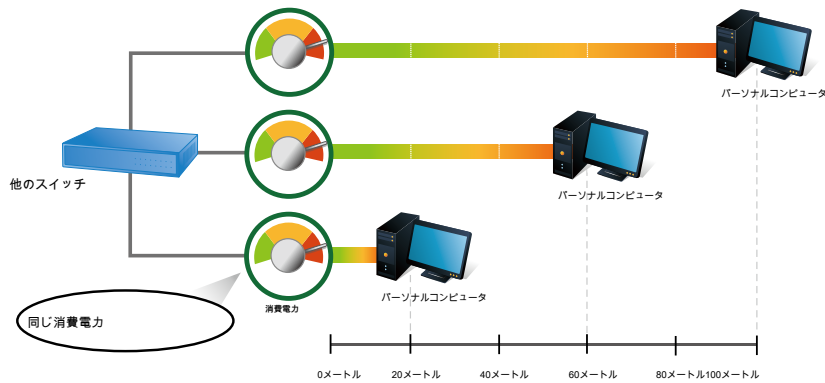 パーソナルコンピュータ
他のスイッチ
パーソナルコンピュータ
パーソナルコンピュータ
消費電力
同じ消費電力
0メートル 20メートル 40メートル 60メートル 80メートル100メートル